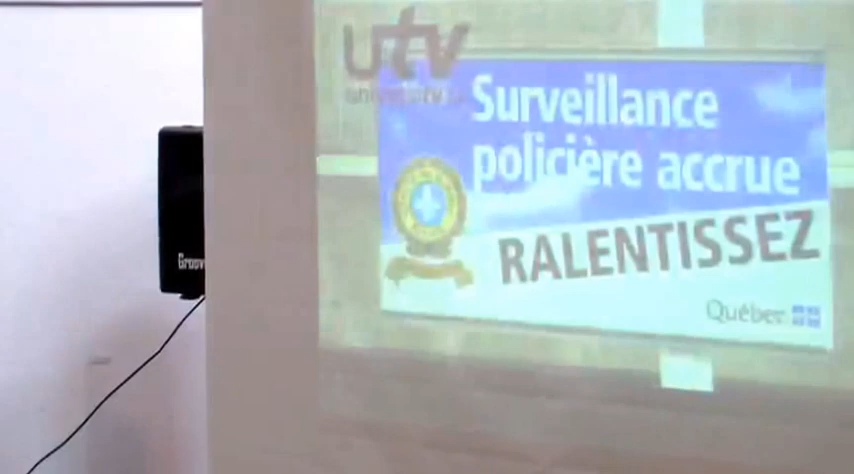 utv
Surveillance
policière accrue
RALENTISSEZ
Québec